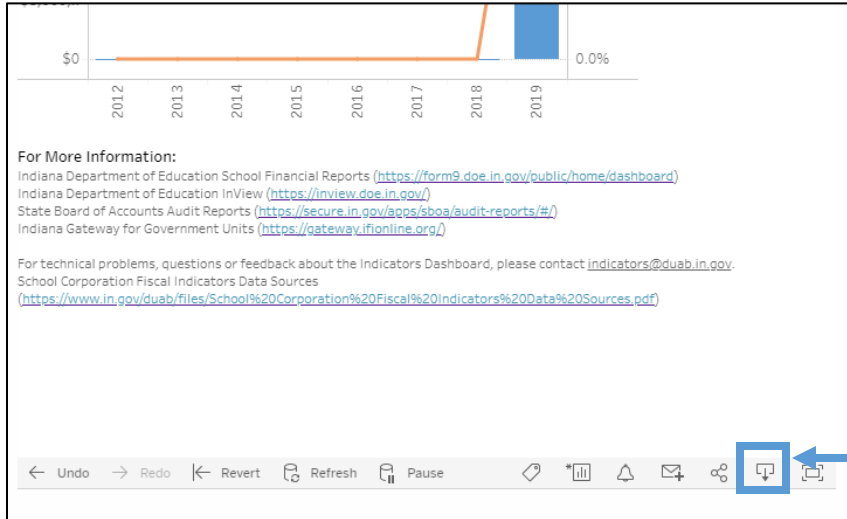 $0
0.0%
2012 2013 2014 2015 2016 2017 2018 2019
For More Information:
Indiana Department of Education School Financial Reports (https://form9.doe.in.gov/public/home/dashboard)
Indiana Department of Education InView (https://inview.doe.in.gov/)
State Board of Accounts Audit Reports (https://secure.in.gov/apps/sboa/audit-reports/#/)
Indiana Gateway for Government Units (https://gateway.ifionline.org/)
For technical problems, questions or feedback about the Indicators Dashboard, please contact indicators@duab.in.gov.
School Corporation Fiscal Indicators Data Sources
(https://www.in.gov/duab/files/School%20Corporation%20Fiscal%20Indicators%20Data%20Sources.pdf)
Undo Redo Revert Refresh Pause